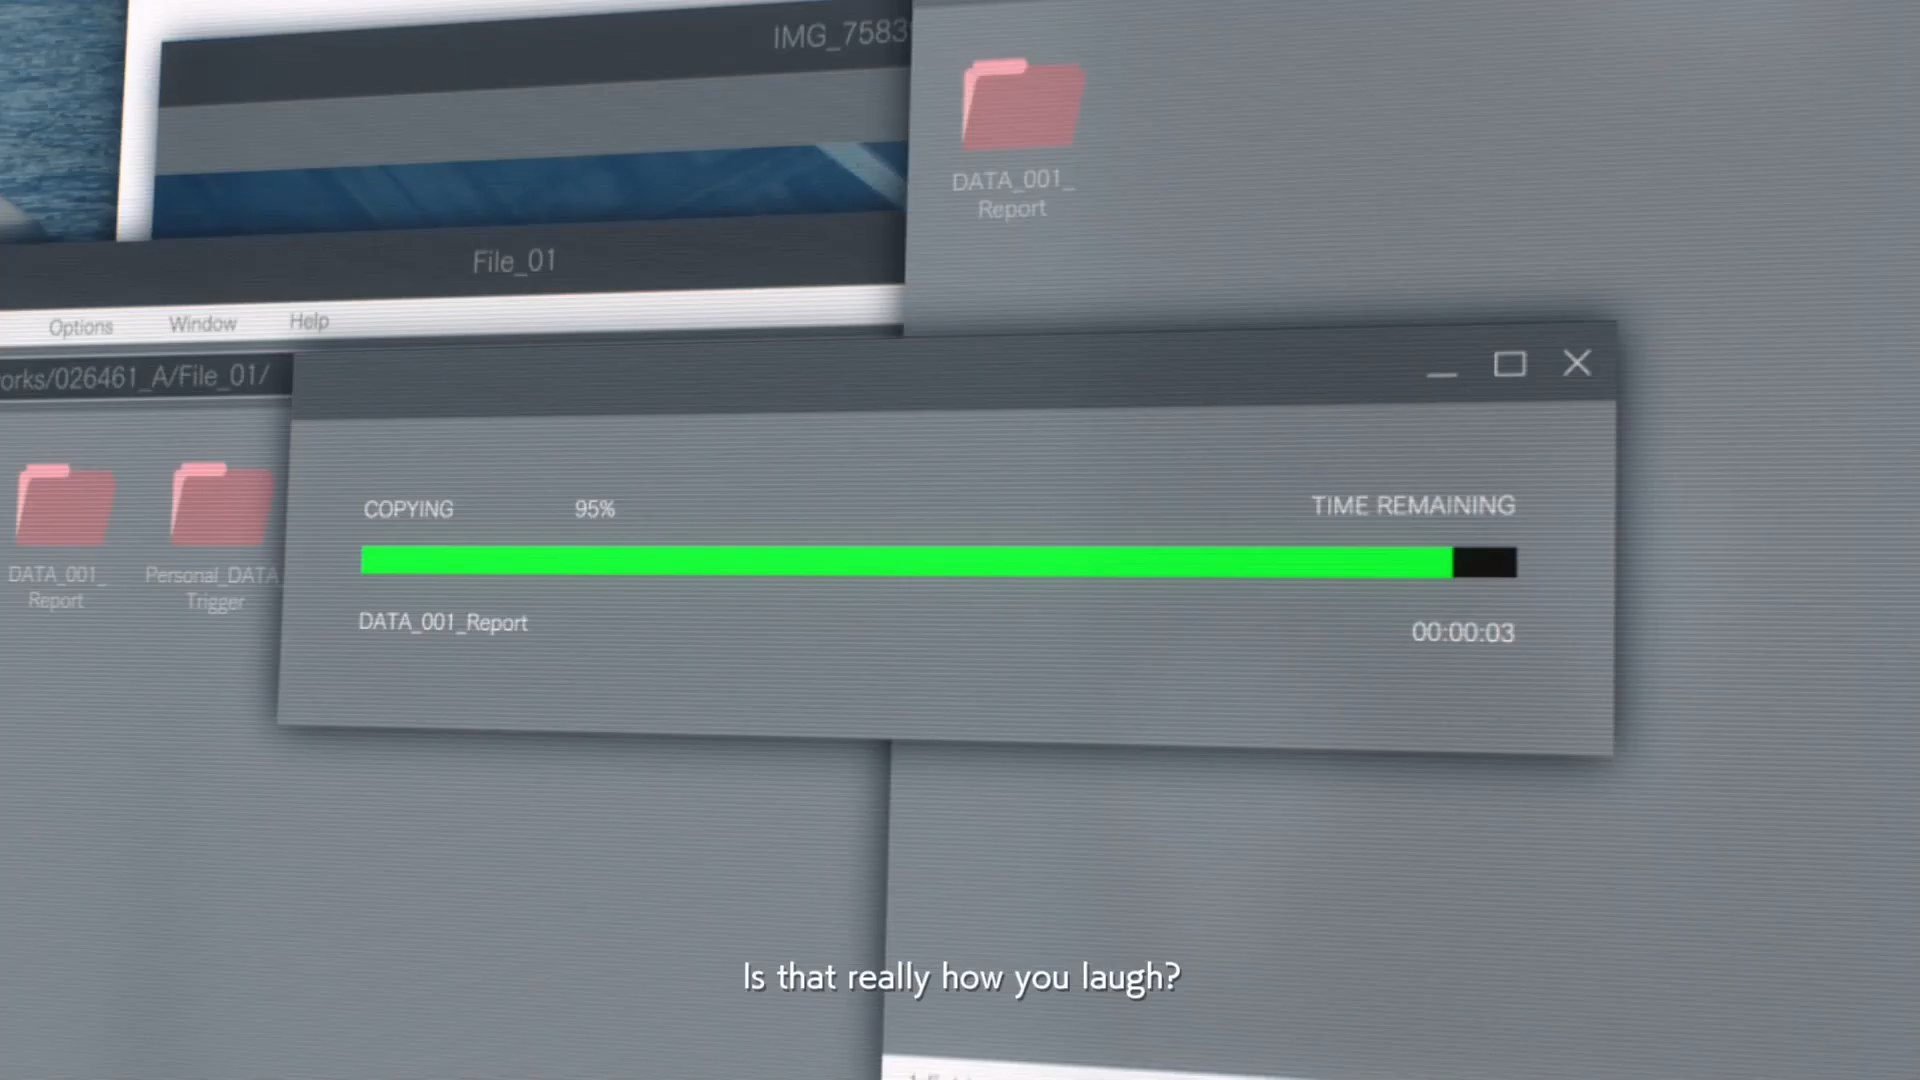 IMG_7583
DATA_001_
Report
File_01
Options Window Help
orks/026461_A/File_01/
DATA_001_
Report
Personal_DATA
Trigger
COPYING 95% TIME REMAINING
DATA_001_Report 00:00:03
Is that really how you laugh?